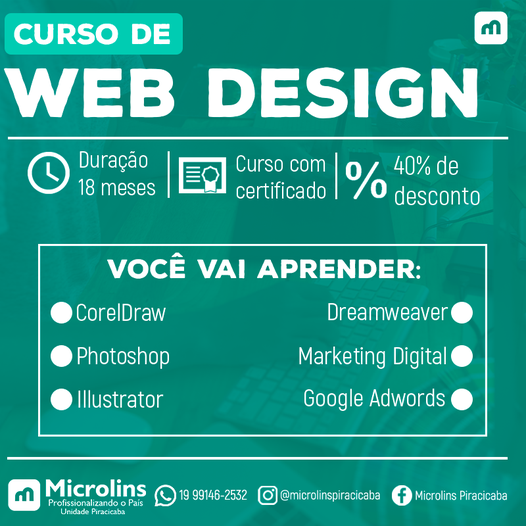 CURSO DE
WEB DESIGN
Duração
18 meses
Curso com
certificado
%
40% de
desconto
VOCÊ VAI APRENDER:
CorelDraw
Photoshop
Illustrator
Dreamweaver
Marketing Digital
Google Adwords
Microlins
Profissionalizando o País
Unidade Piracicaba
19 99146-2532
@microlinspiracicaba
Microlins Piracicaba